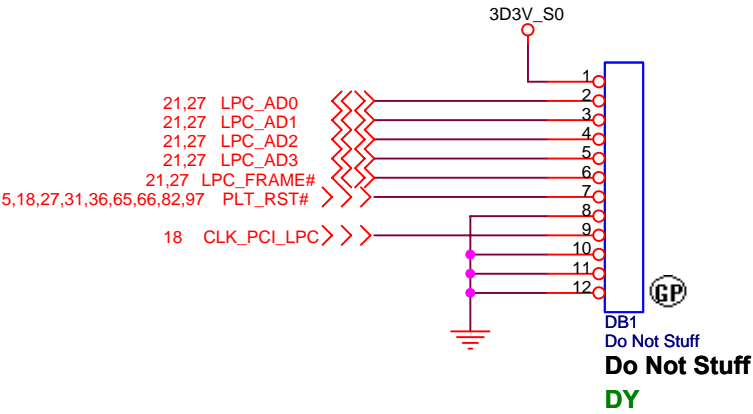 3D3V_S0
1
21,27 LPC_AD0 2
21,27 LPC_AD1 3
21,27 LPC_AD2 4
21,27 LPC_AD3 5
21,27 LPC_FRAME# 6
5,18,27,31,36,65,66,82,97 PLT_RST# 7
8
18 CLK_PCI_LPC 9
10
11
12
GP
DB1
Do Not Stuff
Do Not Stuff
DY